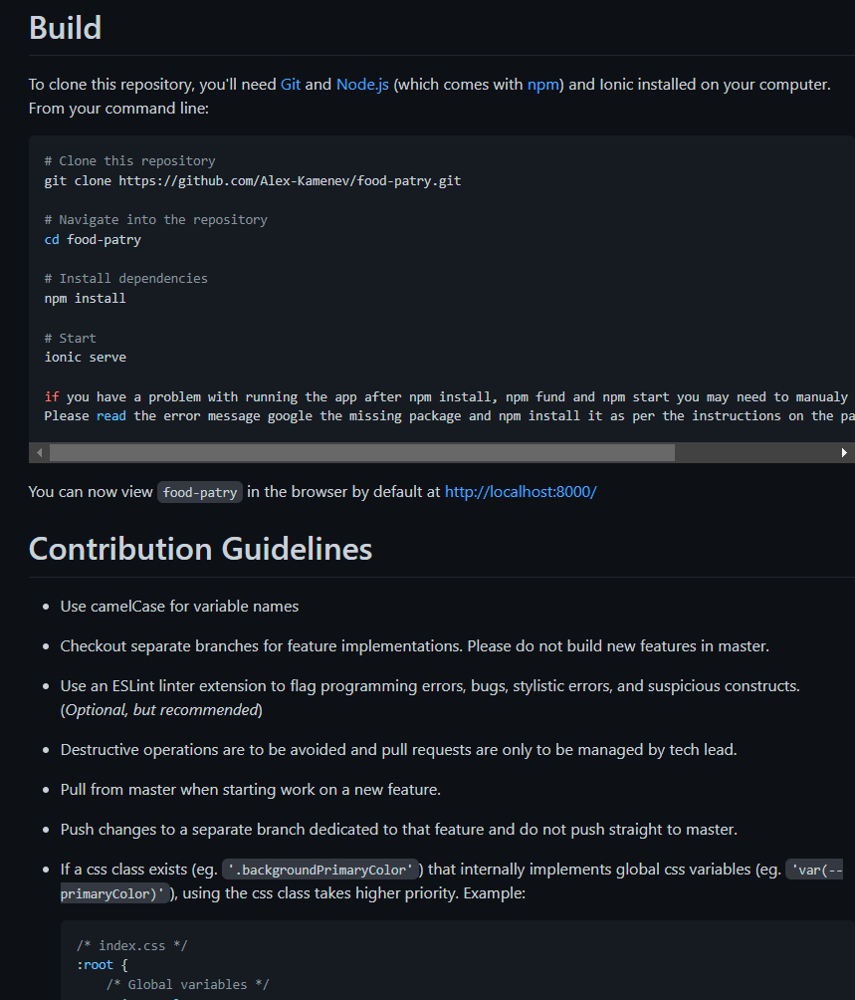 Build
To clone this repository, you'll need Git and Node.js (which comes with npm) and Ionic installed on your computer.
From your command line:
# Clone this repository
git clone https://github.com/Alex-Kamenev/food-patry.git
# Navigate into the repository
cd food-patry
# Install dependencies
npm install
# Start
ionic serve
if you have a problem with running the app after npm install, npm fund and npm start you may need to manualy
Please read the error message google the missing package and npm install it as per the instructions on the pa
You can now view food-patry in the browser by default at http://localhost:8000/
Contribution Guidelines
• Use camelCase for variable names
• Checkout separate branches for feature implementations. Please do not build new features in master.
• Use an ESLint linter extension to flag programming errors, bugs, stylistic errors, and suspicious constructs.
(Optional, but recommended)
• Destructive operations are to be avoided and pull requests are only to be managed by tech lead.
• Pull from master when starting work on a new feature.
• Push changes to a separate branch dedicated to that feature and do not push straight to master.
• If a css class exists (eg. '.backgroundPrimaryColor') that internally implements global css variables (eg. 'var(--
primaryColor)'), using the css class takes higher priority. Example:
/* index.css */
:root {
/* Global variables */